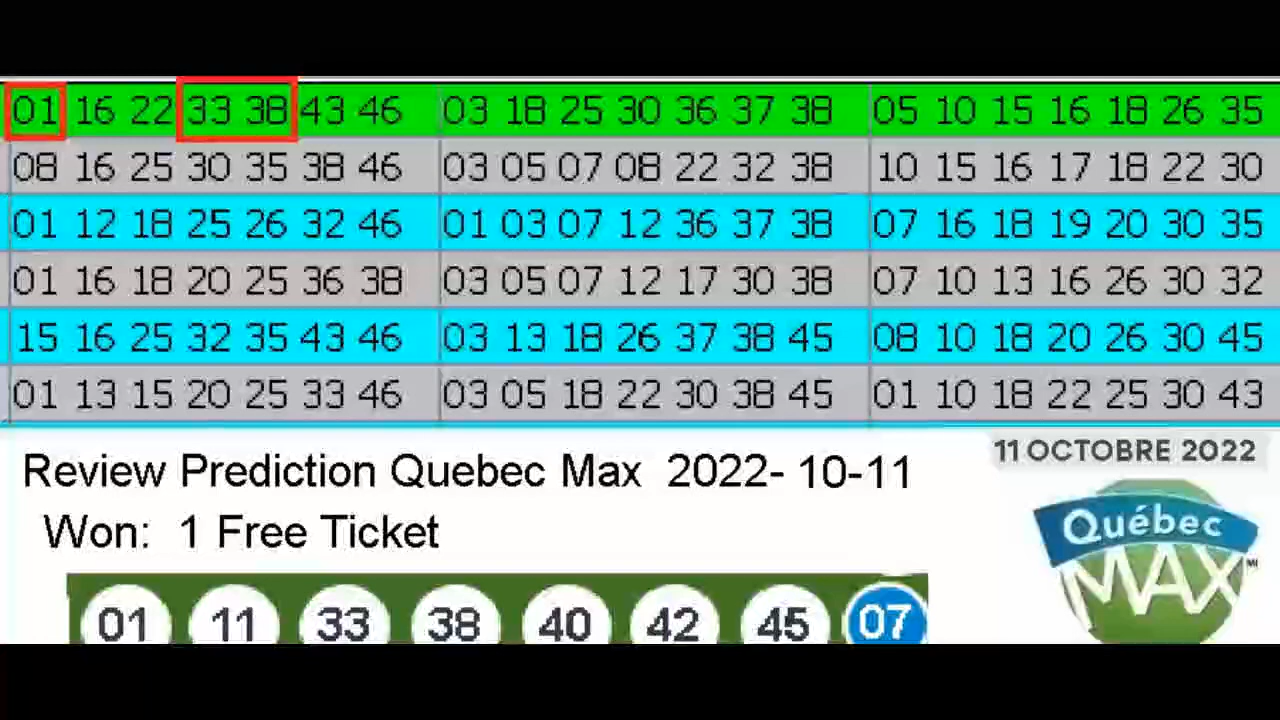 01 16 22 33 38 43 46 03 18 25 30 36 37 38 05 10 15 16 18 26 35
08 16 25 30 35 38 46 03 05 07 08 22 32 38 10 15 16 17 18 22 30
01 12 18 25 26 32 46 01 03 07 12 36 37 38 07 16 18 19 20 30 35
01 16 18 20 25 36 38 03 05 07 12 17 30 38 07 10 13 16 26 30 32
15 16 25 32 35 43 46 03 13 18 26 37 38 45 08 10 18 20 26 30 45
01 13 15 20 25 33 46 03 05 18 22 30 38 45 01 10 18 22 25 30 43
11 OCTOBRE 2022
Review Prediction Quebec Max 2022- 10-11
Won: 1 Free Ticket
Québec
MAX
01 11 33 38 40 42 45 07